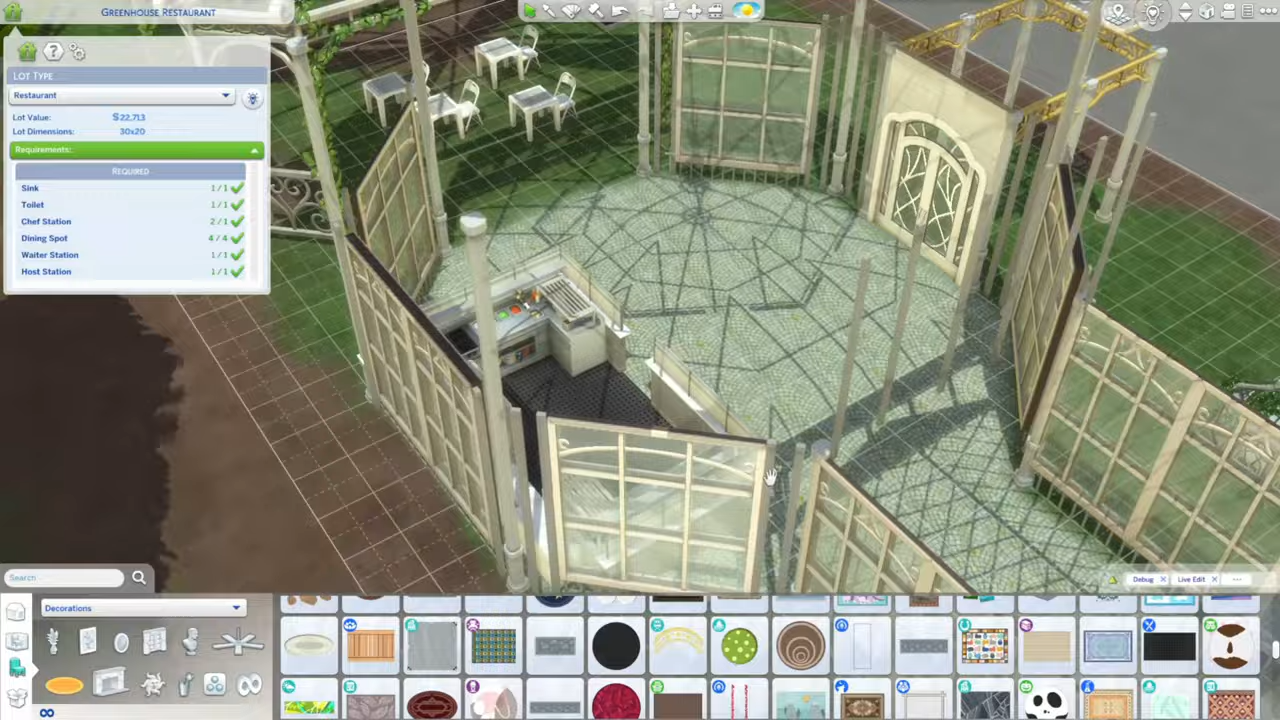 GREENHOUSE RESTAURANT
LOT TYPE
Restaurant
Lot Value: §22,713
Lot Dimensions: 30x20
Requirements:
REQUIRED
Sink 1/1
Toilet 1/1
Chef Station 2/1
Dining Spot 4/4
Waiter Station 1/1
Host Station 1/1
Debug
Live Edit
Search
Decorations